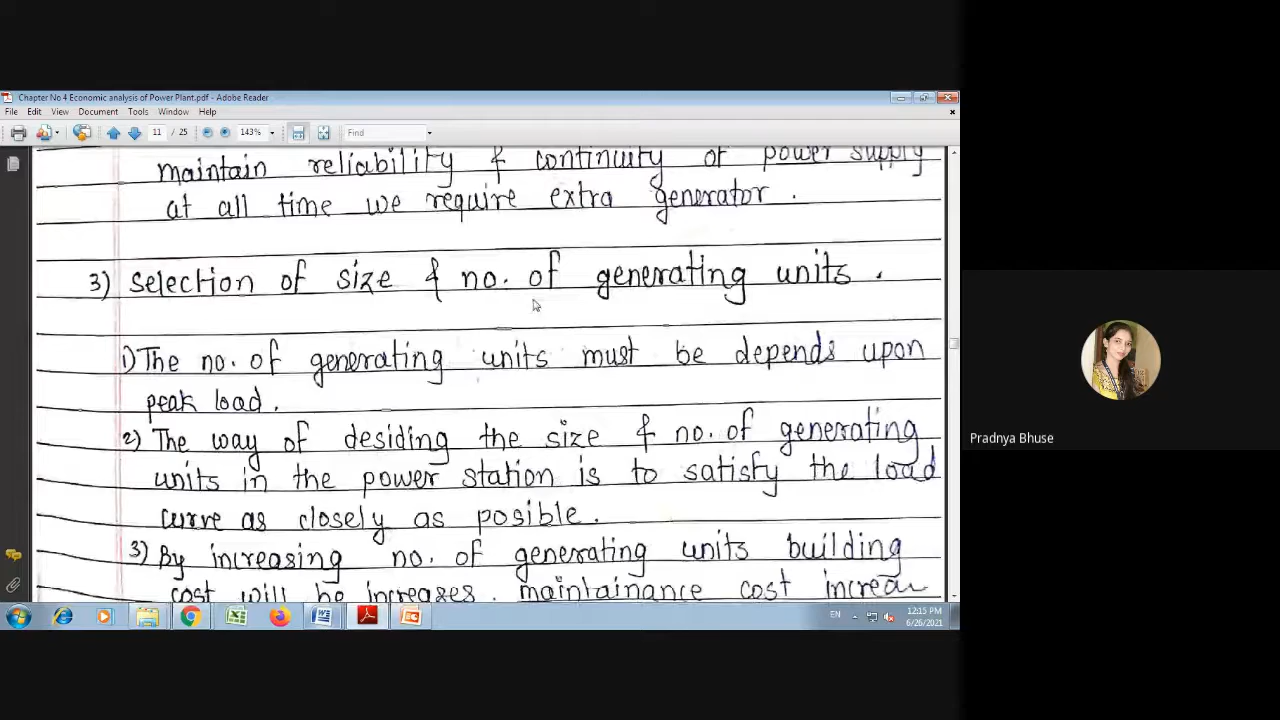 Chapter No 4 Economic analysis of Power Plant.pdf - Adobe Reader
File Edit View Document Tools Window Help
11 / 25 143% Find
maintain reliability & continuity of power supply
at all time we require extra generator.
3) selection of size & no. of generating units.
1) The no. of generating units must be depends upon
peak load.
2) The way of desiding the size & no. of generating
units in the power station is to satisfy the load
curve as closely as posible.
3) By increasing no. of generating units building
cost will be increases. maintainance cost increa
Pradnya Bhuse
EN
12:15 PM
6/26/2021